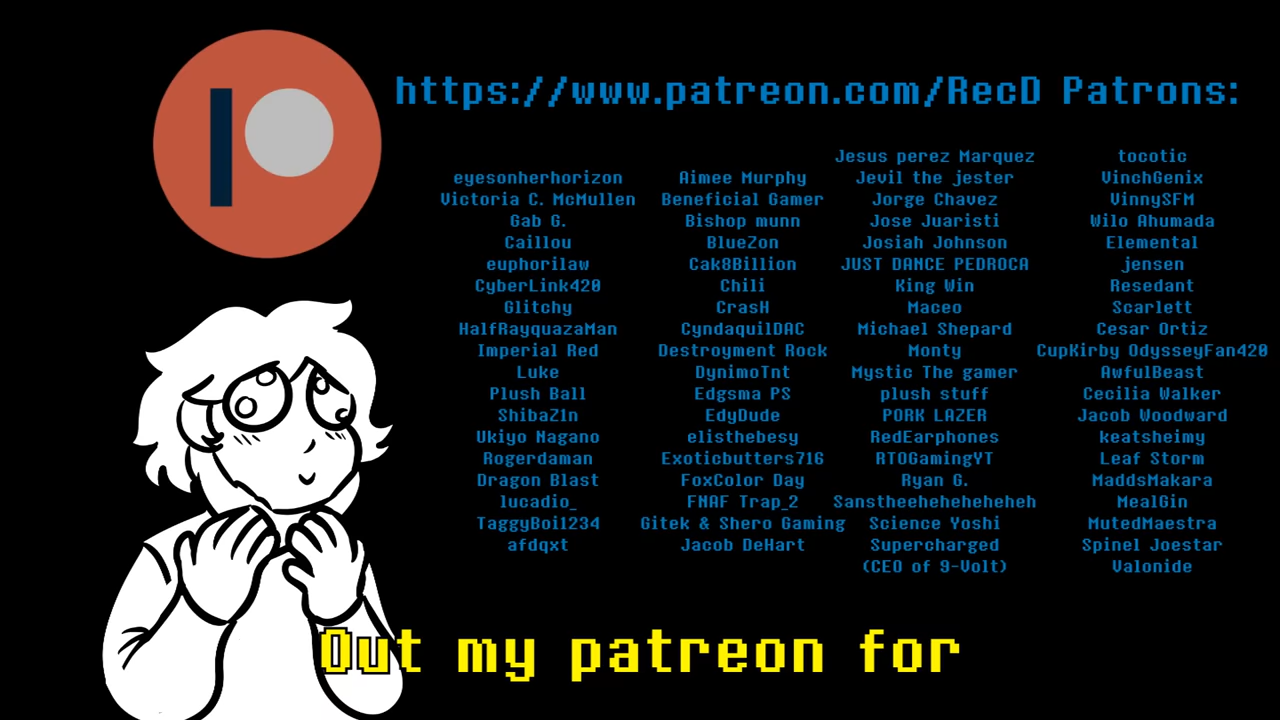 https://www.patreon.com/RecD Patrons:
eyesonherhorizon
Victoria C. McMullen
Gab G.
Caillou
euphorilaw
CyberLink420
Glitchy
HalfRayquazaMan
Imperial Red
Luke
Plush Ball
ShibaZ1n
Ukiyo Nagano
Rogerdaman
Dragon Blast
lucadio_
TaggyBoi1234
afdqxt
Aimee Murphy
Beneficial Gamer
Bishop munn
BlueZon
Cak8Billion
Chili
CrasH
CyndaquilDAC
Destroyment Rock
DynimoTnt
Edgsma PS
EdyDude
elisthebesy
Exoticbutters716
FoxColor Day
FNAF Trap_2
Gitek & Shero Gaming
Jacob DeHart
Jesus perez Marquez
Jevil the jester
Jorge Chavez
Jose Juaristi
Josiah Johnson
JUST DANCE PEDROCA
King Win
Maceo
Michael Shepard
Monty
Mystic The gamer
plush stuff
PORK LAZER
RedEarphones
RTOGamingYT
Ryan G.
Sanstheeheheheheheh
Science Yoshi
Supercharged
(CEO of 9-Volt)
tocotic
VinchGenix
VinnySFM
Wilo Ahumada
Elemental
jensen
Resedant
Scarlett
Cesar Ortiz
CupKirby OdysseyFan420
AwfulBeast
Cecilia Walker
Jacob Woodward
keatsheimy
Leaf Storm
MaddsMakara
MealGin
MutedMaestra
Spinel Joestar
Valonide
Out my patreon for